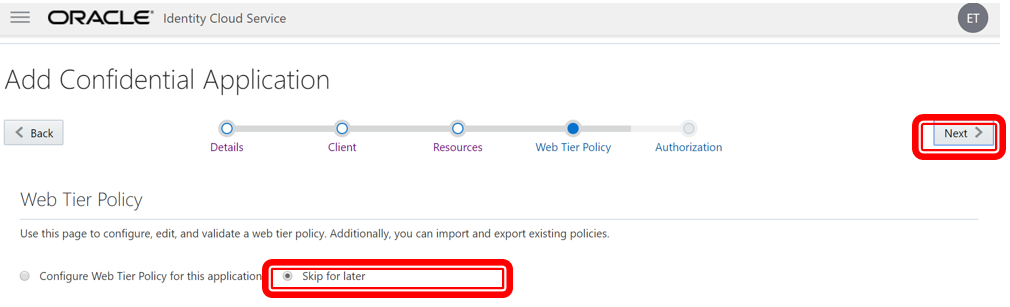 ORACLE® Identity Cloud Service
ET
Add Confidential Application
Back
Details Client Resources Web Tier Policy Authorization
Next
Web Tier Policy
Use this page to configure, edit, and validate a web tier policy. Additionally, you can import and export existing policies.
Configure Web Tier Policy for this application Skip for later